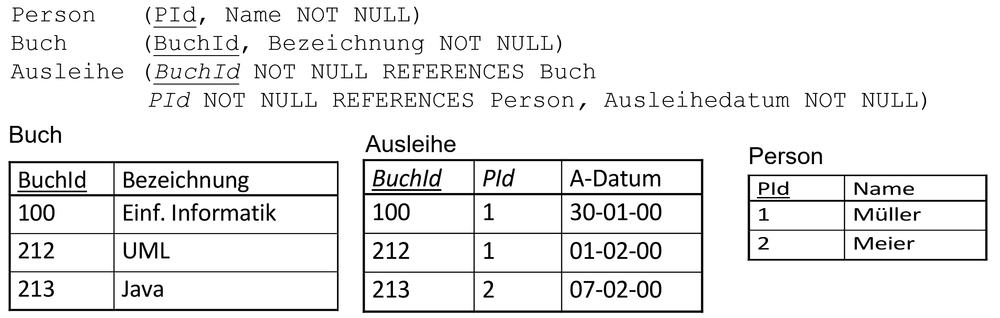 Person (PId, Name NOT NULL)
Buch (BuchId, Bezeichnung NOT NULL)
Ausleihe (BuchId NOT NULL REFERENCES Buch
PId NOT NULL REFERENCES Person, Ausleihedatum NOT NULL)
Buch
BuchId Bezeichnung
100 Einf. Informatik
212 UML
213 Java
Ausleihe
BuchId PId A-Datum
100 1 30-01-00
212 1 01-02-00
213 2 07-02-00
Person
PId Name
1 Müller
2 Meier